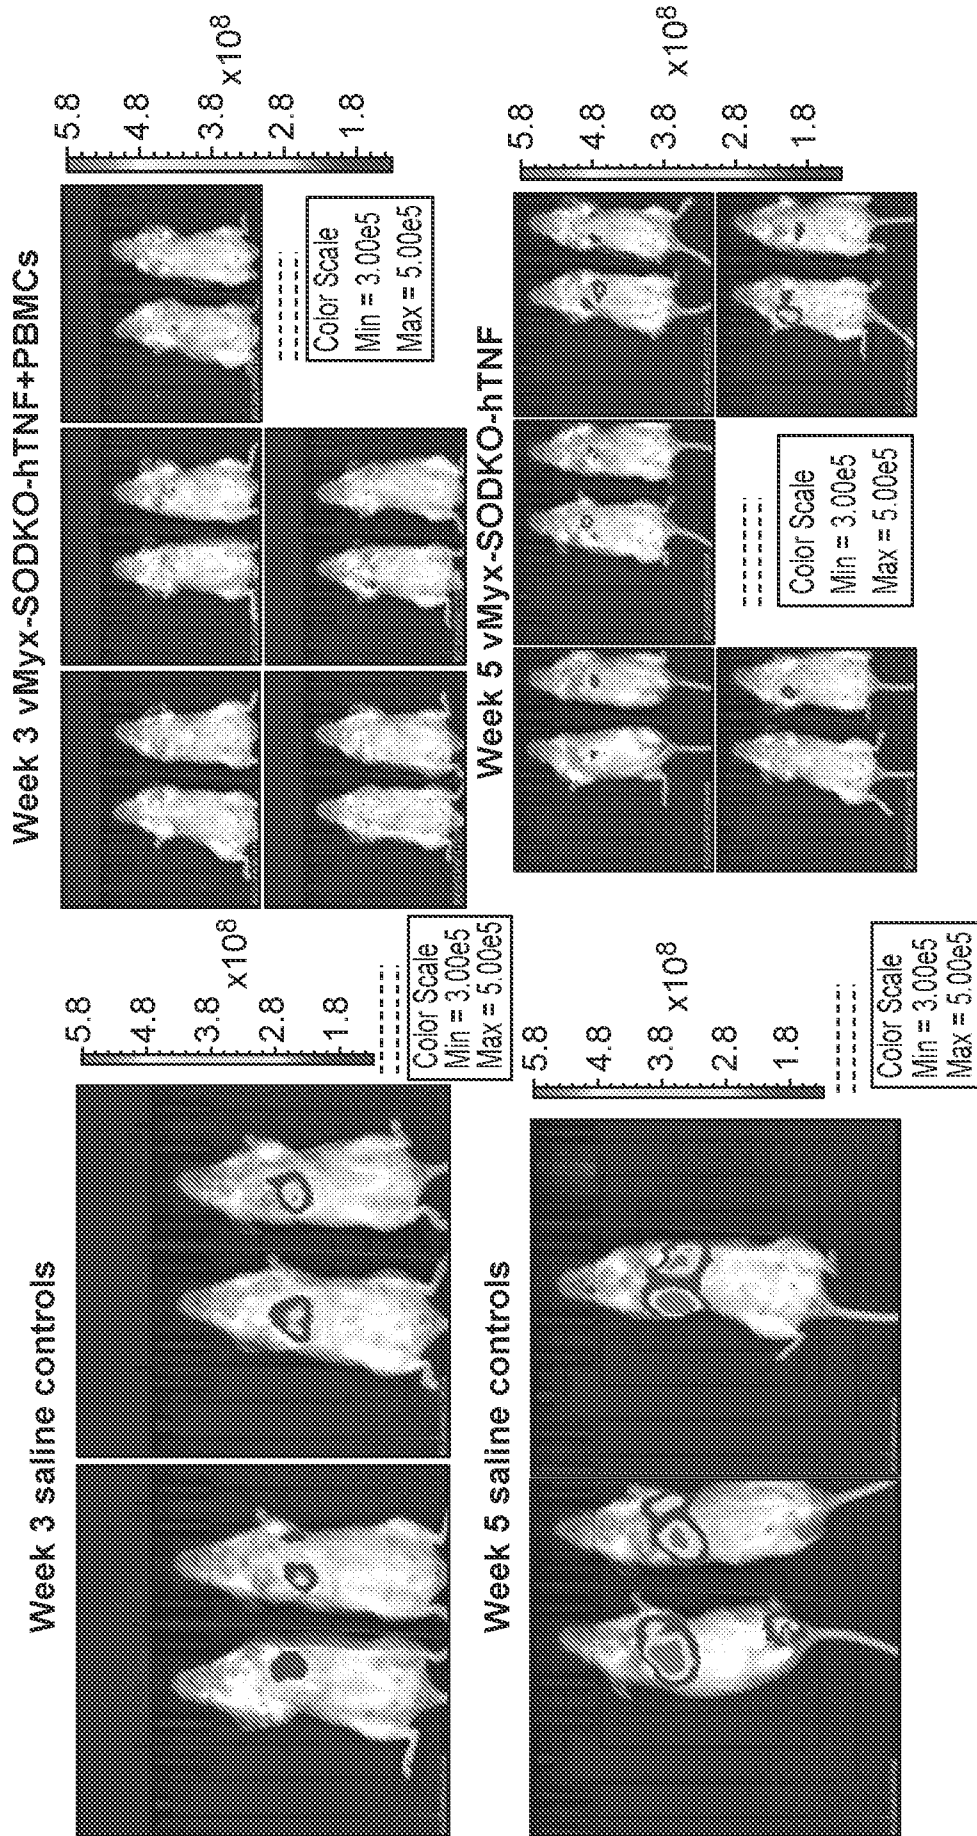 Week 3 saline controls
5.8
4.8
3.8
2.8
1.8
x10⁸
Color Scale
Min = 3.00e5
Max = 5.00e5
Week 3 vMyx-SODKO-hTNF+PBMCs
5.8
4.8
3.8
2.8
1.8
x10⁸
Color Scale
Min = 3.00e5
Max = 5.00e5
Week 5 saline controls
5.8
4.8
3.8
2.8
1.8
x10⁸
Color Scale
Min = 3.00e5
Max = 5.00e5
Week 5 vMyx-SODKO-hTNF
5.8
4.8
3.8
2.8
1.8
x10⁸
Color Scale
Min = 3.00e5
Max = 5.00e5